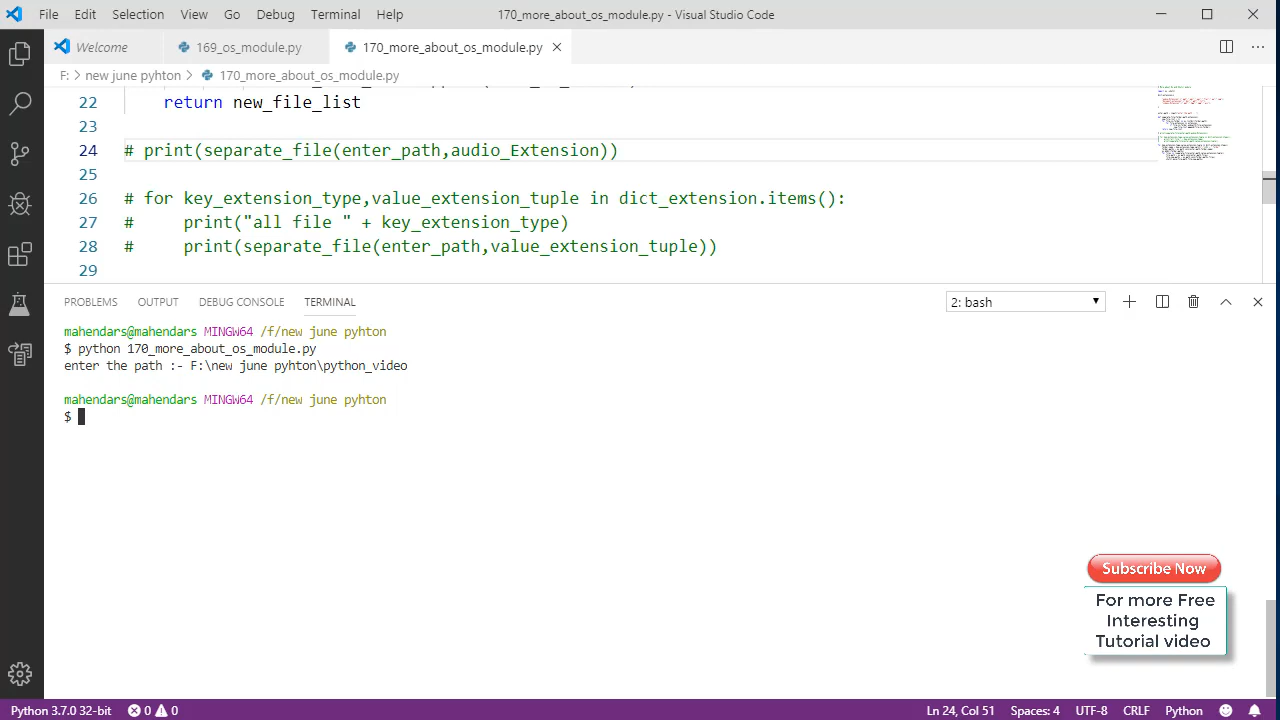 File Edit Selection View Go Debug Terminal Help 170_more_about_os_module.py - Visual Studio Code
Welcome 169_os_module.py 170_more_about_os_module.py
F: > new june pyhton > 170_more_about_os_module.py
22 return new_file_list
23
24 # print(separate_file(enter_path,audio_Extension))
25
26 # for key_extension_type,value_extension_tuple in dict_extension.items():
27 # print("all file " + key_extension_type)
28 # print(separate_file(enter_path,value_extension_tuple))
29
PROBLEMS OUTPUT DEBUG CONSOLE TERMINAL 2: bash
mahendars@mahendars MINGW64 /f/new june pyhton
$ python 170_more_about_os_module.py
enter the path :- F:\new june pyhton\python_video
mahendars@mahendars MINGW64 /f/new june pyhton
$
Subscribe Now
For more Free
Interesting
Tutorial video
Python 3.7.0 32-bit 0 0 Ln 24, Col 51 Spaces: 4 UTF-8 CRLF Python